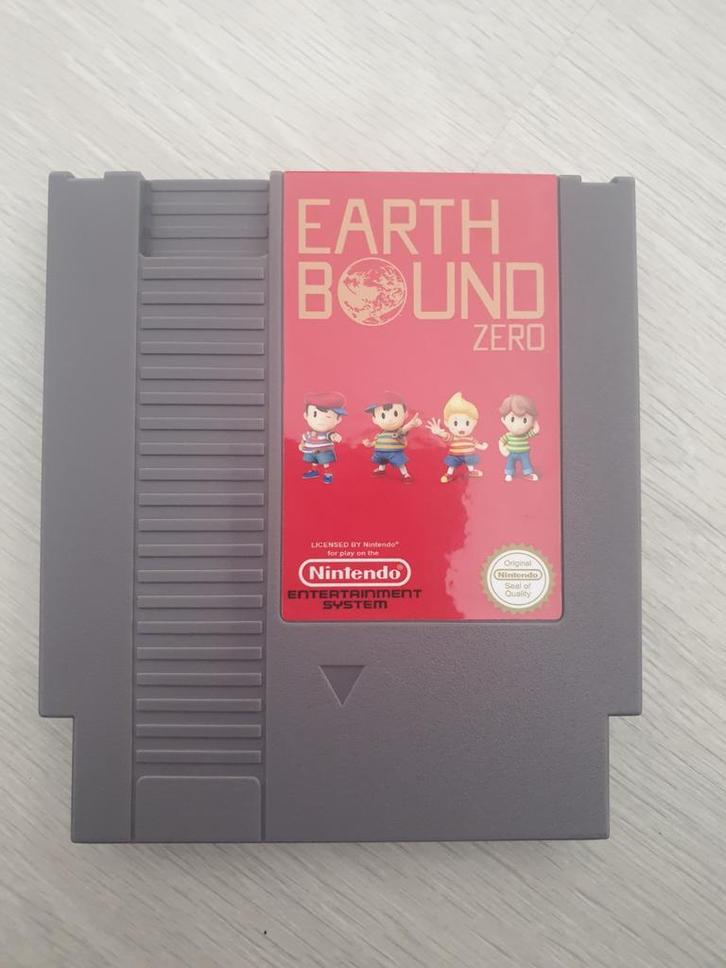 EARTH
BOUND
ZERO
LICENSED BY Nintendo®
for play on the
Nintendo®
ENTERTAINMENT
SYSTEM
Original
Nintendo
Seal of
Quality